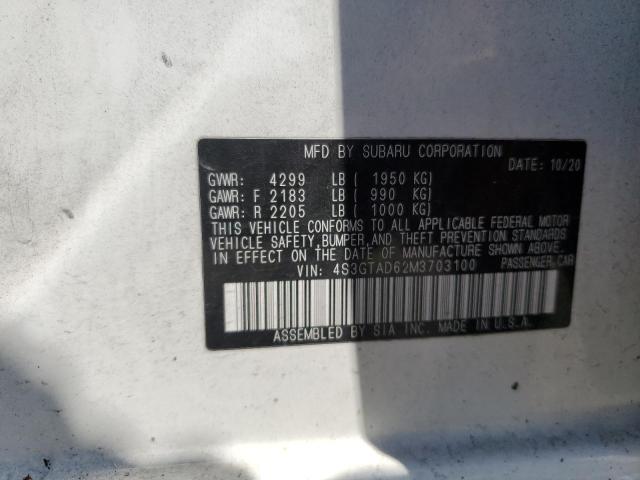 MFD BY SUBARU CORPORATION
DATE: 10/20
GVWR: 4299 LB ( 1950 KG)
GAWR: F 2183 LB ( 990 KG)
GAWR: R 2205 LB ( 1000 KG)
THIS VEHICLE CONFORMS TO ALL APPLICABLE FEDERAL MOTOR
VEHICLE SAFETY, BUMPER, AND THEFT PREVENTION STANDARDS
IN EFFECT ON THE DATE OF MANUFACTURE SHOWN ABOVE.
VIN: 4S3GTAD62M3703100 PASSENGER CAR
ASSEMBLED BY SIA, INC. MADE IN U.S.A.